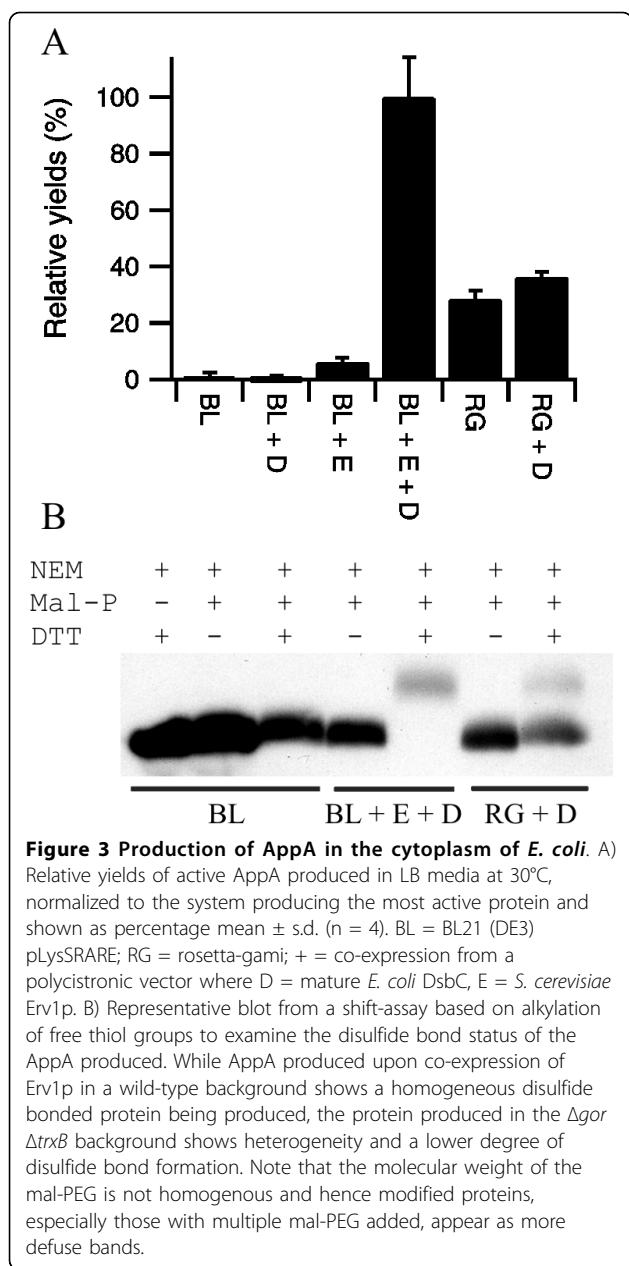 A
Relative yields (%)
100
80
60
40
20
0
BL
BL + D
BL + E
BL + E + D
RG
RG + D
B
NEM + + + + + + +
Mal-P - + + + + + +
DTT + - + - + - +
BL BL + E + D RG + D
Figure 3 Production of AppA in the cytoplasm of E. coli. A)
Relative yields of active AppA produced in LB media at 30°C,
normalized to the system producing the most active protein and
shown as percentage mean ± s.d. (n = 4). BL = BL21 (DE3)
pLysSRARE; RG = rosetta-gami; + = co-expression from a
polycistronic vector where D = mature E. coli DsbC, E = S. cerevisiae
Erv1p. B) Representative blot from a shift-assay based on alkylation
of free thiol groups to examine the disulfide bond status of the
AppA produced. While AppA produced upon co-expression of
Erv1p in a wild-type background shows a homogeneous disulfide
bonded protein being produced, the protein produced in the Δgor
ΔtrxB background shows heterogeneity and a lower degree of
disulfide bond formation. Note that the molecular weight of the
mal-PEG is not homogenous and hence modified proteins,
especially those with multiple mal-PEG added, appear as more
defuse bands.